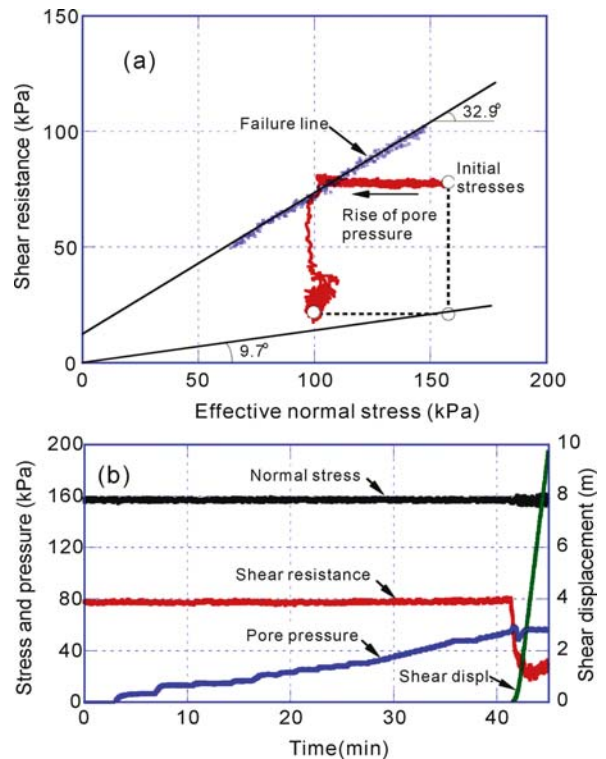 (a)
Shear resistance (kPa)
150
100
50
0
Failure line
32.9°
Initial
stresses
Rise of pore
pressure
9.7°
0 50 100 150 200
Effective normal stress (kPa)
(b)
Stress and pressure (kPa)
200
160
120
80
40
0
Normal stress
Shear resistance
Pore pressure
Shear displ.
10
8
6
4
2
0
Shear displacement (m)
0 10 20 30 40
Time(min)